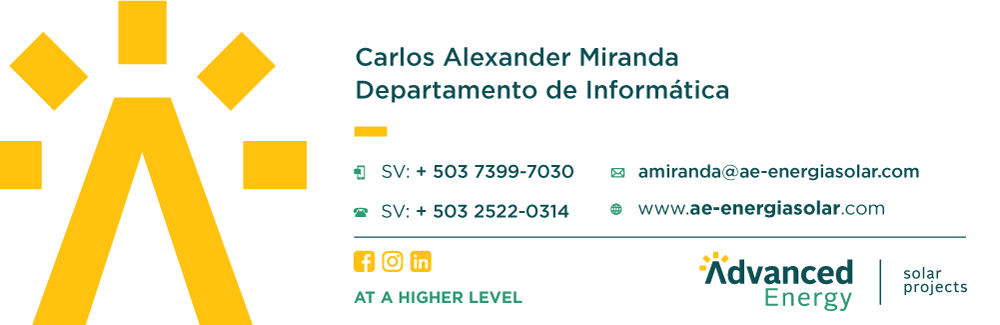 Carlos Alexander Miranda
Departamento de Informática
SV: + 503 7399-7030
amiranda@ae-energiasolar.com
SV: + 503 2522-0314
www.ae-energiasolar.com
AT A HIGHER LEVEL
Advanced
Energy
solar
projects